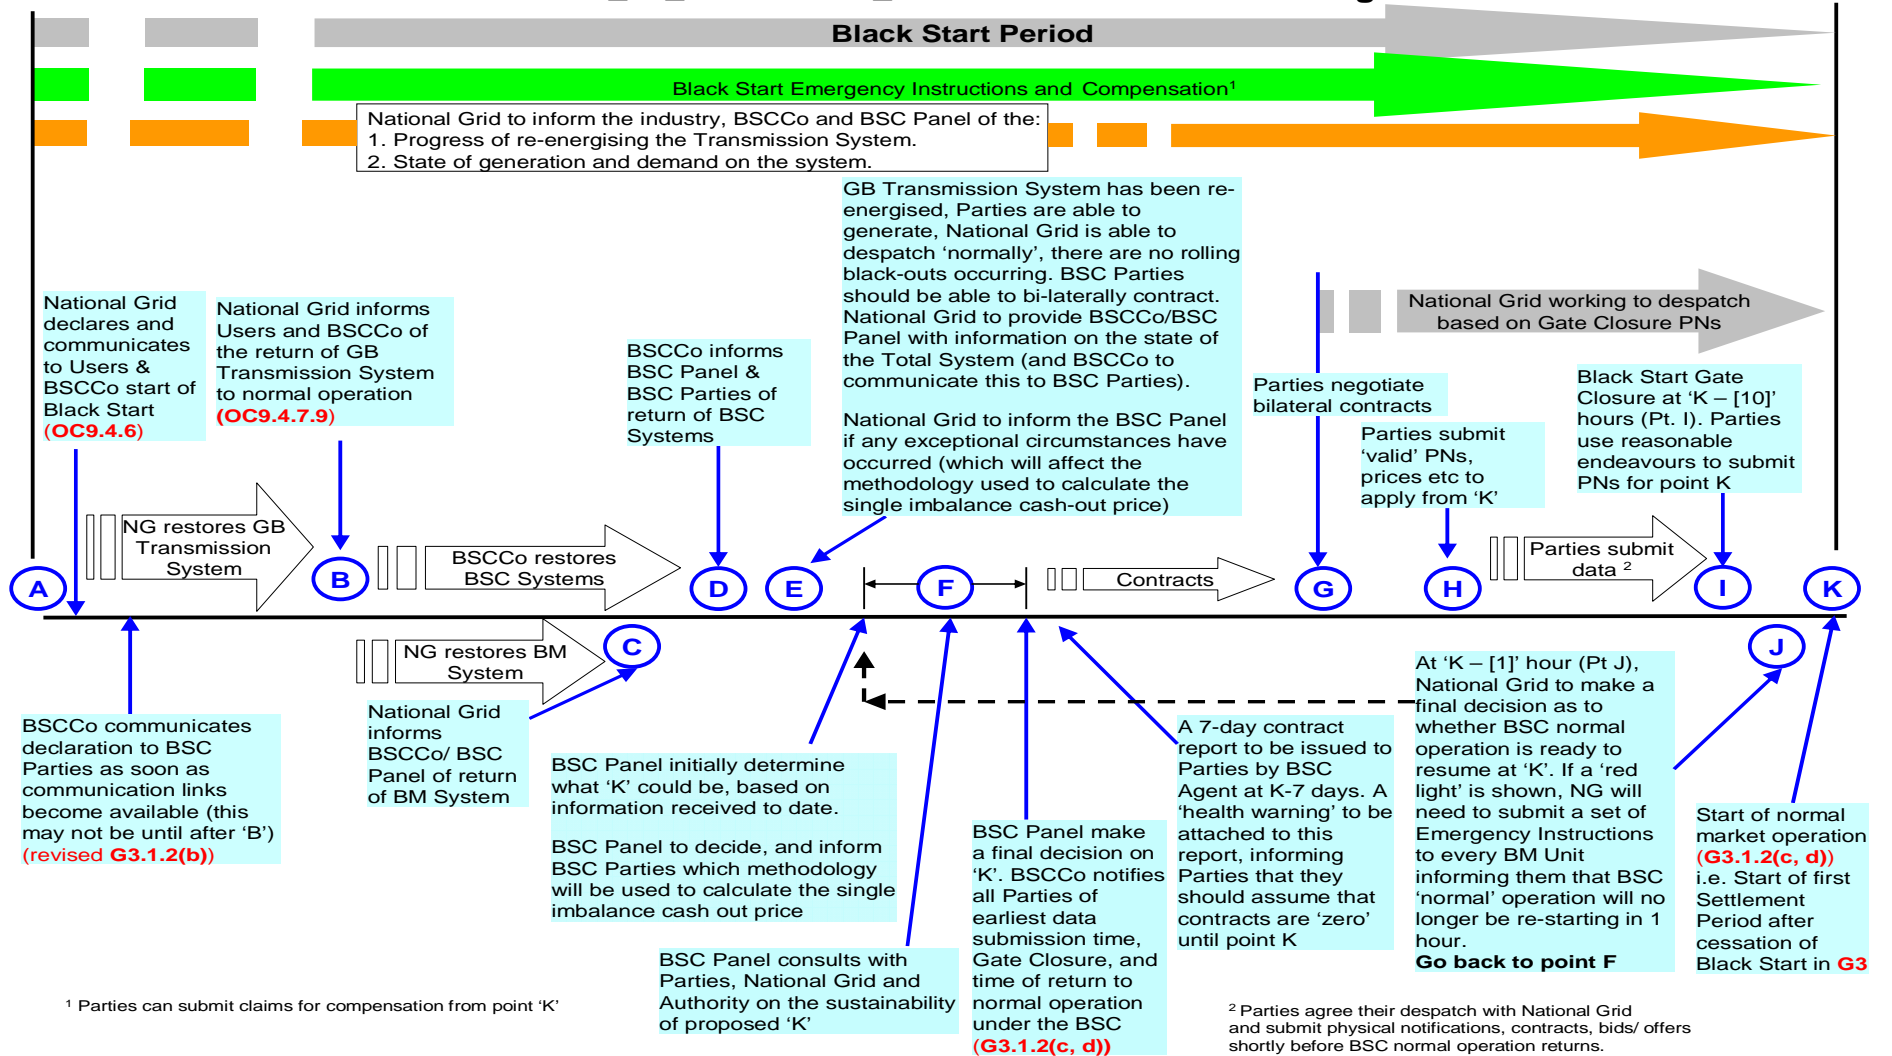 Black Start Period
Black Start Emergency Instructions and Compensation¹
National Grid to inform the industry, BSCCo and BSC Panel of the:
1. Progress of re-energising the Transmission System.
2. State of generation and demand on the system.
GB Transmission System has been re-
energised, Parties are able to
generate, National Grid is able to
despatch ‘normally’, there are no rolling
black-outs occurring. BSC Parties
should be able to bi-laterally contract.
National Grid to provide BSCCo/BSC
Panel with information on the state of
the Total System (and BSCCo to
communicate this to BSC Parties).
National Grid to inform the BSC Panel
if any exceptional circumstances have
occurred (which will affect the
methodology used to calculate the
single imbalance cash-out price)
National Grid
declares and
communicates
to Users &
BSCCo start of
Black Start
(OC9.4.6)
National Grid informs
Users and BSCCo of
the return of GB
Transmission System
to normal operation
(OC9.4.7.9)
BSCCo informs
BSC Panel &
BSC Parties of
return of BSC
Systems
National Grid working to despatch
based on Gate Closure PNs
Parties negotiate
bilateral contracts
Parties submit
‘valid’ PNs,
prices etc to
apply from ‘K’
Black Start Gate
Closure at ‘K – [10]’
hours (Pt. I). Parties
use reasonable
endeavours to submit
PNs for point K
A
NG restores GB
Transmission
System
B
BSCCo restores
BSC Systems
D
E
F
Contracts
G
H
Parties submit
data ²
I
K
NG restores BM
System
C
J
BSCCo communicates
declaration to BSC
Parties as soon as
communication links
become available (this
may not be until after ‘B’)
(revised G3.1.2(b))
National Grid
informs
BSCCo/ BSC
Panel of return
of BM System
BSC Panel initially determine
what ‘K’ could be, based on
information received to date.
BSC Panel to decide, and inform
BSC Parties which methodology
will be used to calculate the single
imbalance cash out price
BSC Panel consults with
Parties, National Grid and
Authority on the sustainability
of proposed ‘K’
BSC Panel make
a final decision on
‘K’. BSCCo notifies
all Parties of
earliest data
submission time,
Gate Closure, and
time of return to
normal operation
under the BSC
(G3.1.2(c, d))
A 7-day contract
report to be issued to
Parties by BSC
Agent at K-7 days. A
‘health warning’ to be
attached to this
report, informing
Parties that they
should assume that
contracts are ‘zero’
until point K
At ‘K – [1]’ hour (Pt J),
National Grid to make a
final decision as to
whether BSC normal
operation is ready to
resume at ‘K’. If a ‘red
light’ is shown, NG will
need to submit a set of
Emergency Instructions
to every BM Unit
informing them that BSC
‘normal’ operation will no
longer be re-starting in 1
hour.
Go back to point F
Start of normal
market operation
(G3.1.2(c, d))
i.e. Start of first
Settlement
Period after
cessation of
Black Start in G3
¹ Parties can submit claims for compensation from point ‘K’
² Parties agree their despatch with National Grid
and submit physical notifications, contracts, bids/ offers
shortly before BSC normal operation returns.